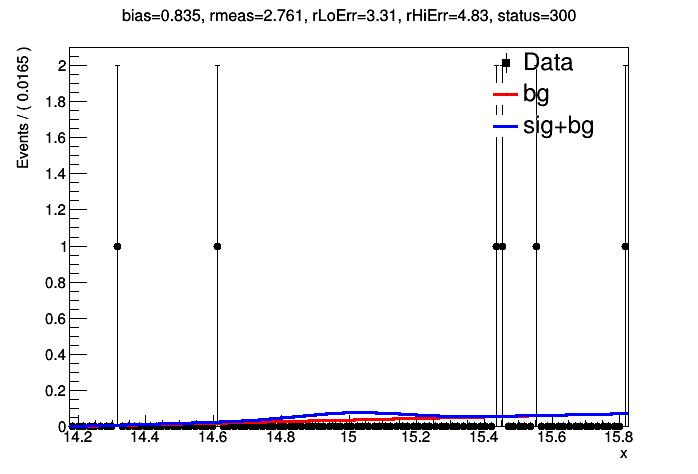 bias=0.835, rmeas=2.761, rLoErr=3.31, rHiErr=4.83, status=300
Events / ( 0.0165 )
2
1.8
1.6
1.4
1.2
1
0.8
0.6
0.4
0.2
0
Data
bg
sig+bg
14.2 14.4 14.6 14.8 15 15.2 15.4 15.6 15.8
x